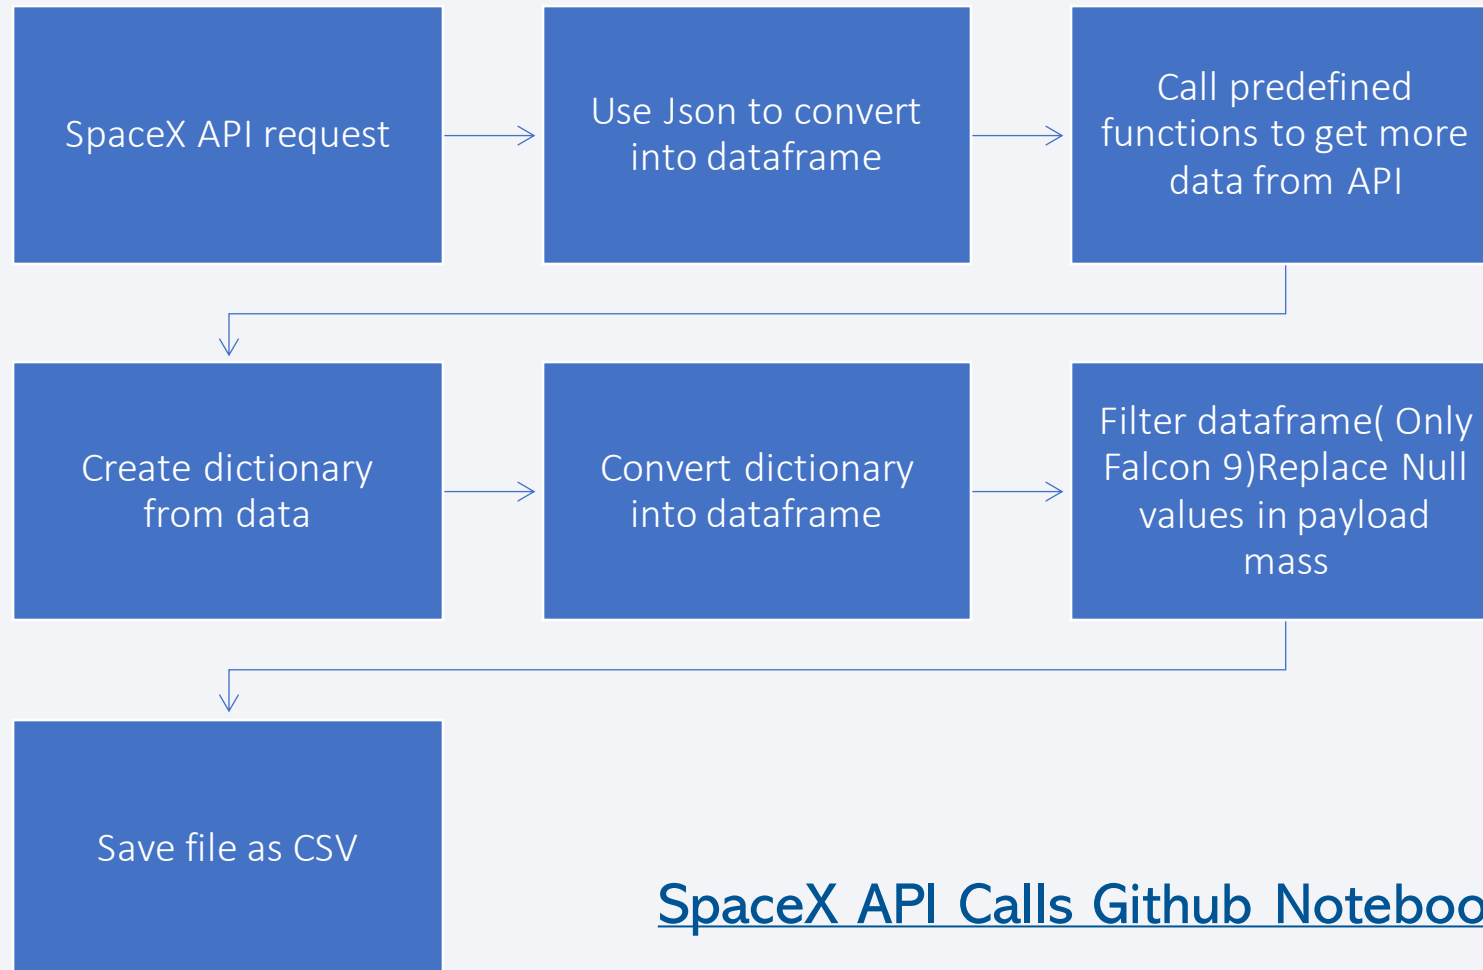 SpaceX API request
Use Json to convert
into dataframe
Call predefined
functions to get more
data from API
Create dictionary
from data
Convert dictionary
into dataframe
Filter dataframe( Only
Falcon 9)Replace Null
values in payload
mass
Save file as CSV
SpaceX API Calls Github Noteboo